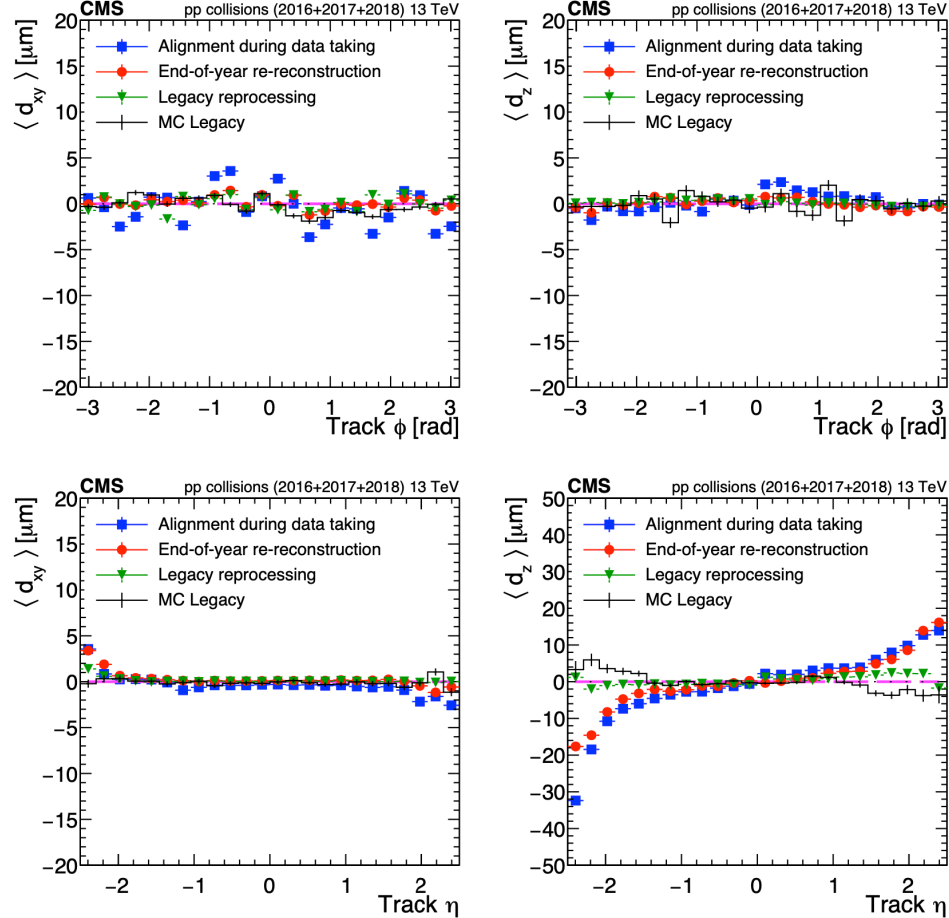 CMS pp collisions (2016+2017+2018) 13 TeV
⟨ d_xy ⟩ [μm]
20
15
10
5
0
−5
−10
−15
−20
Alignment during data taking
End-of-year re-reconstruction
Legacy reprocessing
MC Legacy
−3 −2 −1 0 1 2 3
Track ϕ [rad]
CMS pp collisions (2016+2017+2018) 13 TeV
⟨ d_z ⟩ [μm]
20
15
10
5
0
−5
−10
−15
−20
Alignment during data taking
End-of-year re-reconstruction
Legacy reprocessing
MC Legacy
−3 −2 −1 0 1 2 3
Track ϕ [rad]
CMS pp collisions (2016+2017+2018) 13 TeV
⟨ d_xy ⟩ [μm]
20
15
10
5
0
−5
−10
−15
−20
Alignment during data taking
End-of-year re-reconstruction
Legacy reprocessing
MC Legacy
−2 −1 0 1 2
Track η
CMS pp collisions (2016+2017+2018) 13 TeV
⟨ d_z ⟩ [μm]
50
40
30
20
10
0
−10
−20
−30
−40
−50
Alignment during data taking
End-of-year re-reconstruction
Legacy reprocessing
MC Legacy
−2 −1 0 1 2
Track η